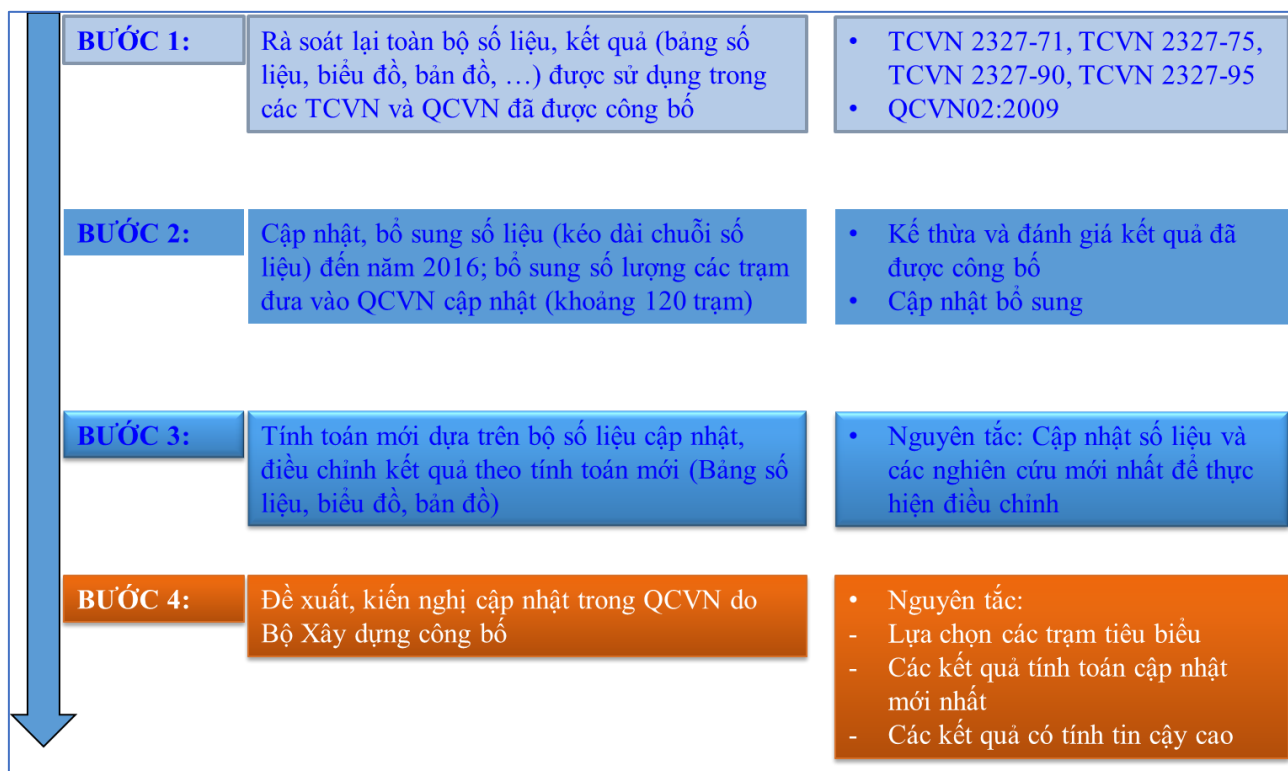 BƯỚC 1:
Rà soát lại toàn bộ số liệu, kết quả (bảng số
liệu, biểu đồ, bản đồ, …) được sử dụng trong
các TCVN và QCVN đã được công bố
• TCVN 2327-71, TCVN 2327-75,
TCVN 2327-90, TCVN 2327-95
• QCVN02:2009
BƯỚC 2:
Cập nhật, bổ sung số liệu (kéo dài chuỗi số
liệu) đến năm 2016; bổ sung số lượng các trạm
đưa vào QCVN cập nhật (khoảng 120 trạm)
• Kế thừa và đánh giá kết quả đã
được công bố
• Cập nhật bổ sung
BƯỚC 3:
Tính toán mới dựa trên bộ số liệu cập nhật,
điều chỉnh kết quả theo tính toán mới (Bảng số
liệu, biểu đồ, bản đồ)
• Nguyên tắc: Cập nhật số liệu và
các nghiên cứu mới nhất để thực
hiện điều chỉnh
BƯỚC 4:
Đề xuất, kiến nghị cập nhật trong QCVN do
Bộ Xây dựng công bố
• Nguyên tắc:
- Lựa chọn các trạm tiêu biểu
- Các kết quả tính toán cập nhật
mới nhất
- Các kết quả có tính tin cậy cao